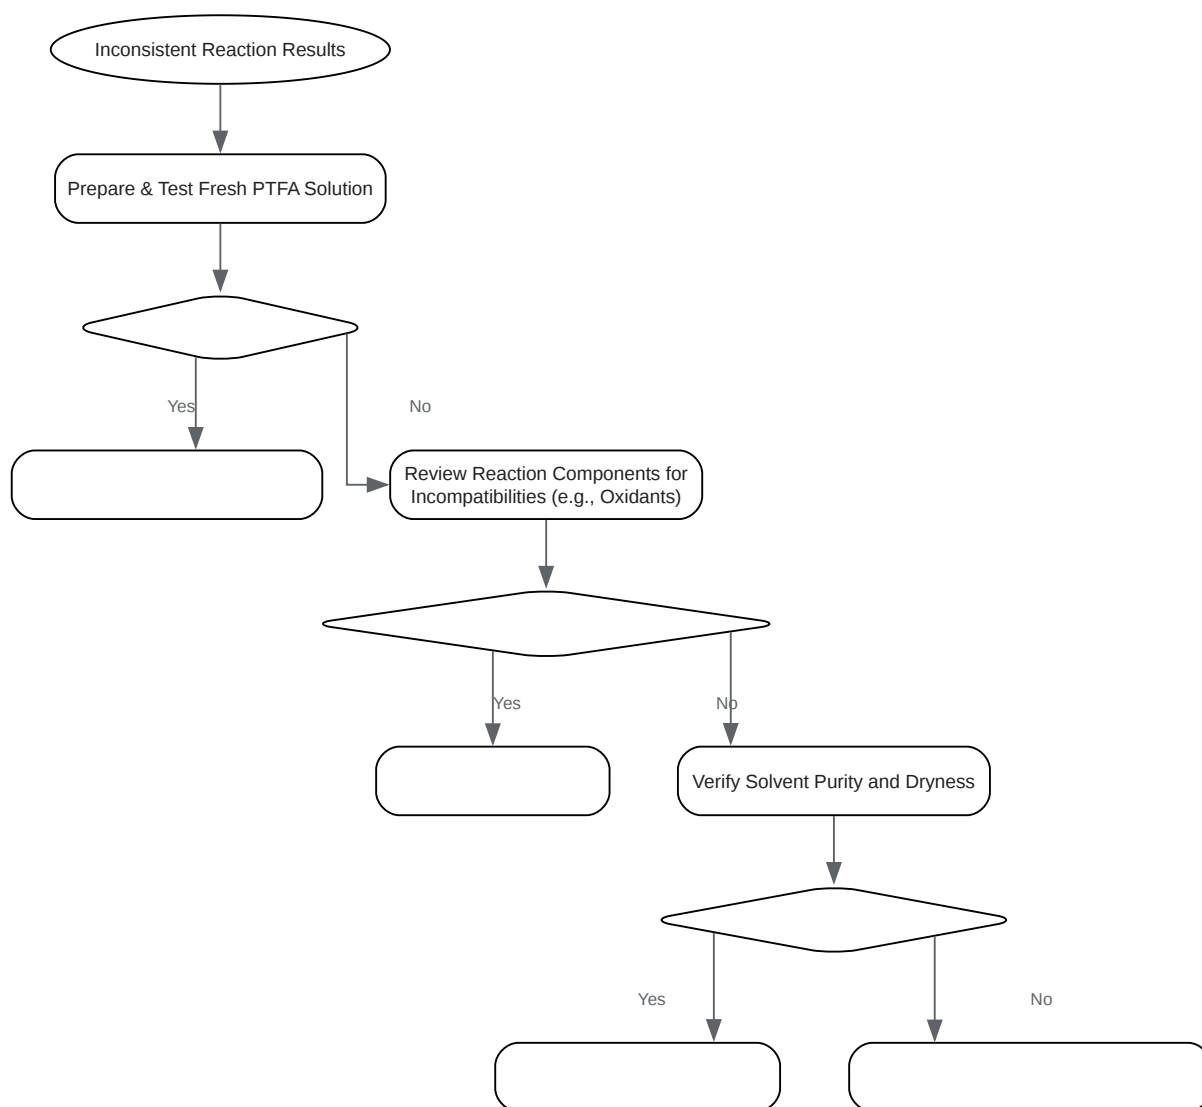 Inconsistent Reaction Results
Prepare & Test Fresh PTFA Solution
Yes
No
Review Reaction Components for
Incompatibilities (e.g., Oxidants)
Yes
No
Verify Solvent Purity and Dryness
Yes
No